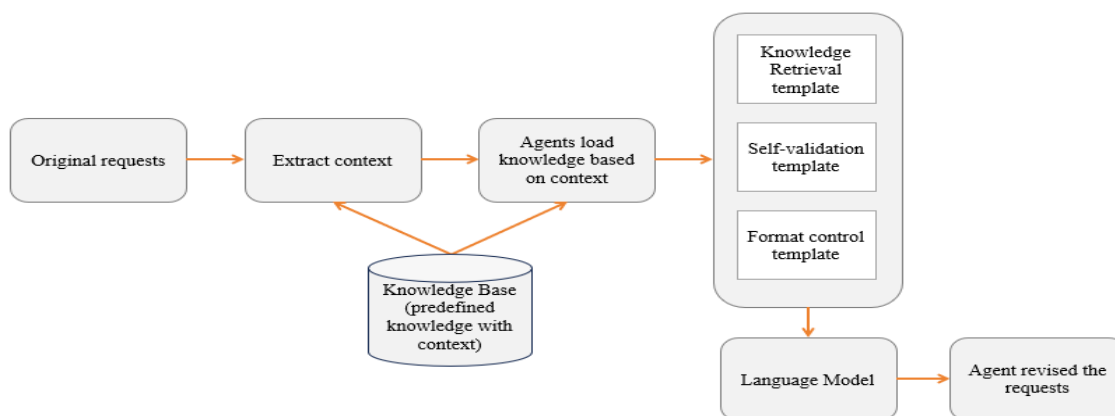 Original requests
Extract context
Agents load
knowledge based
on context
Knowledge Base
(predefined
knowledge with
context)
Knowledge
Retrieval
template
Self-validation
template
Format control
template
Language Model
Agent revised the
requests